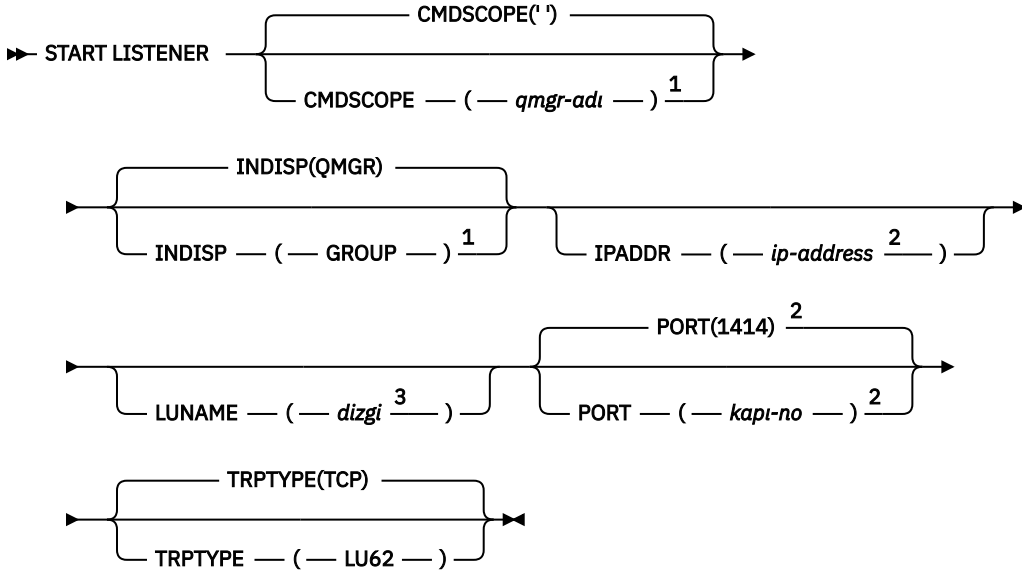 CMDSCOPE(' ')
START LISTENER
CMDSCOPE ( qmgr-adı ) 1
INDISP(QMGR)
INDISP ( GROUP ) 1
IPADDR ( ip-address 2 )
PORT(1414) 2
LUNAME ( dizgi 3 )
PORT ( kapı-no ) 2
TRPTYPE(TCP)
TRPTYPE ( LU62 )